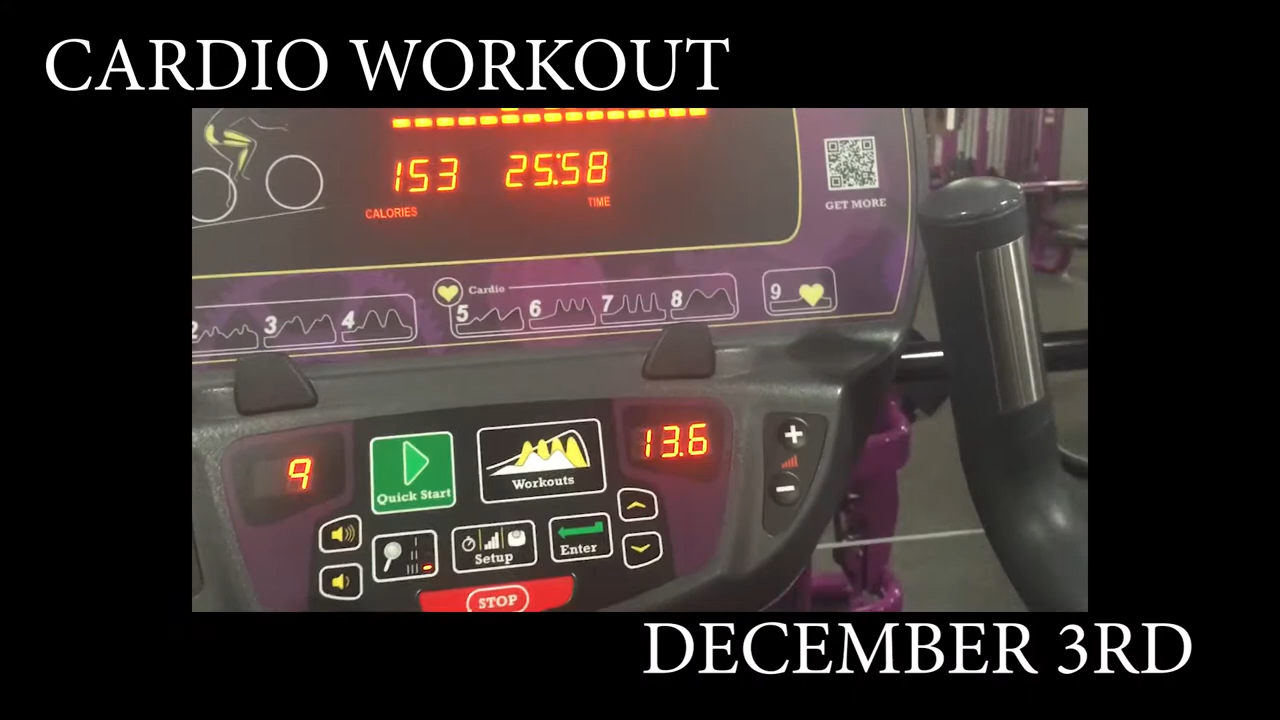 CARDIO WORKOUT
153 25:58
CALORIES TIME
GET MORE
Cardio
2 3 4 5 6 7 8 9
9 13.6
Quick Start
Workouts
Setup
Enter
STOP
DECEMBER 3RD